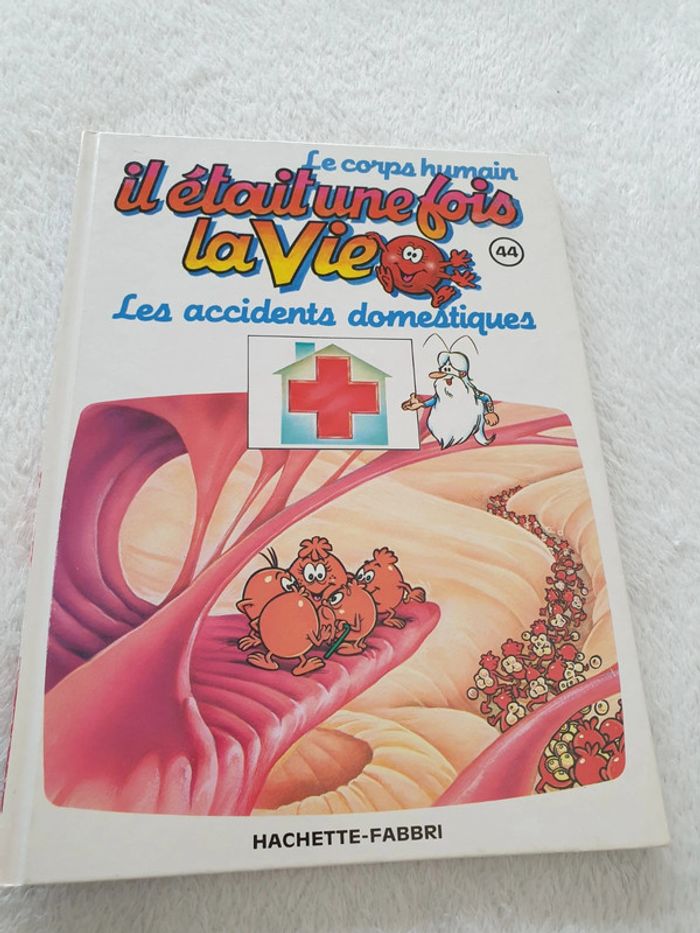 Le corps humain
il était une fois
la Vie
44
Les accidents domestiques
HACHETTE-FABBRI